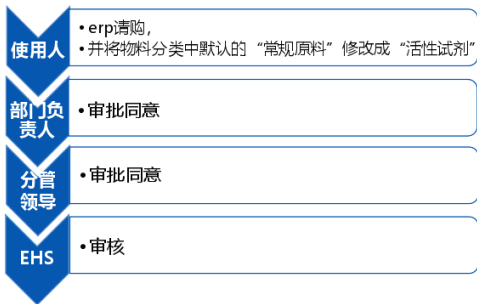 使用人
•erp请购，
•并将物料分类中默认的“常规原料”修改成“活性试剂”
部门负
责人
•审批同意
分管
领导
•审批同意
EHS
•审核